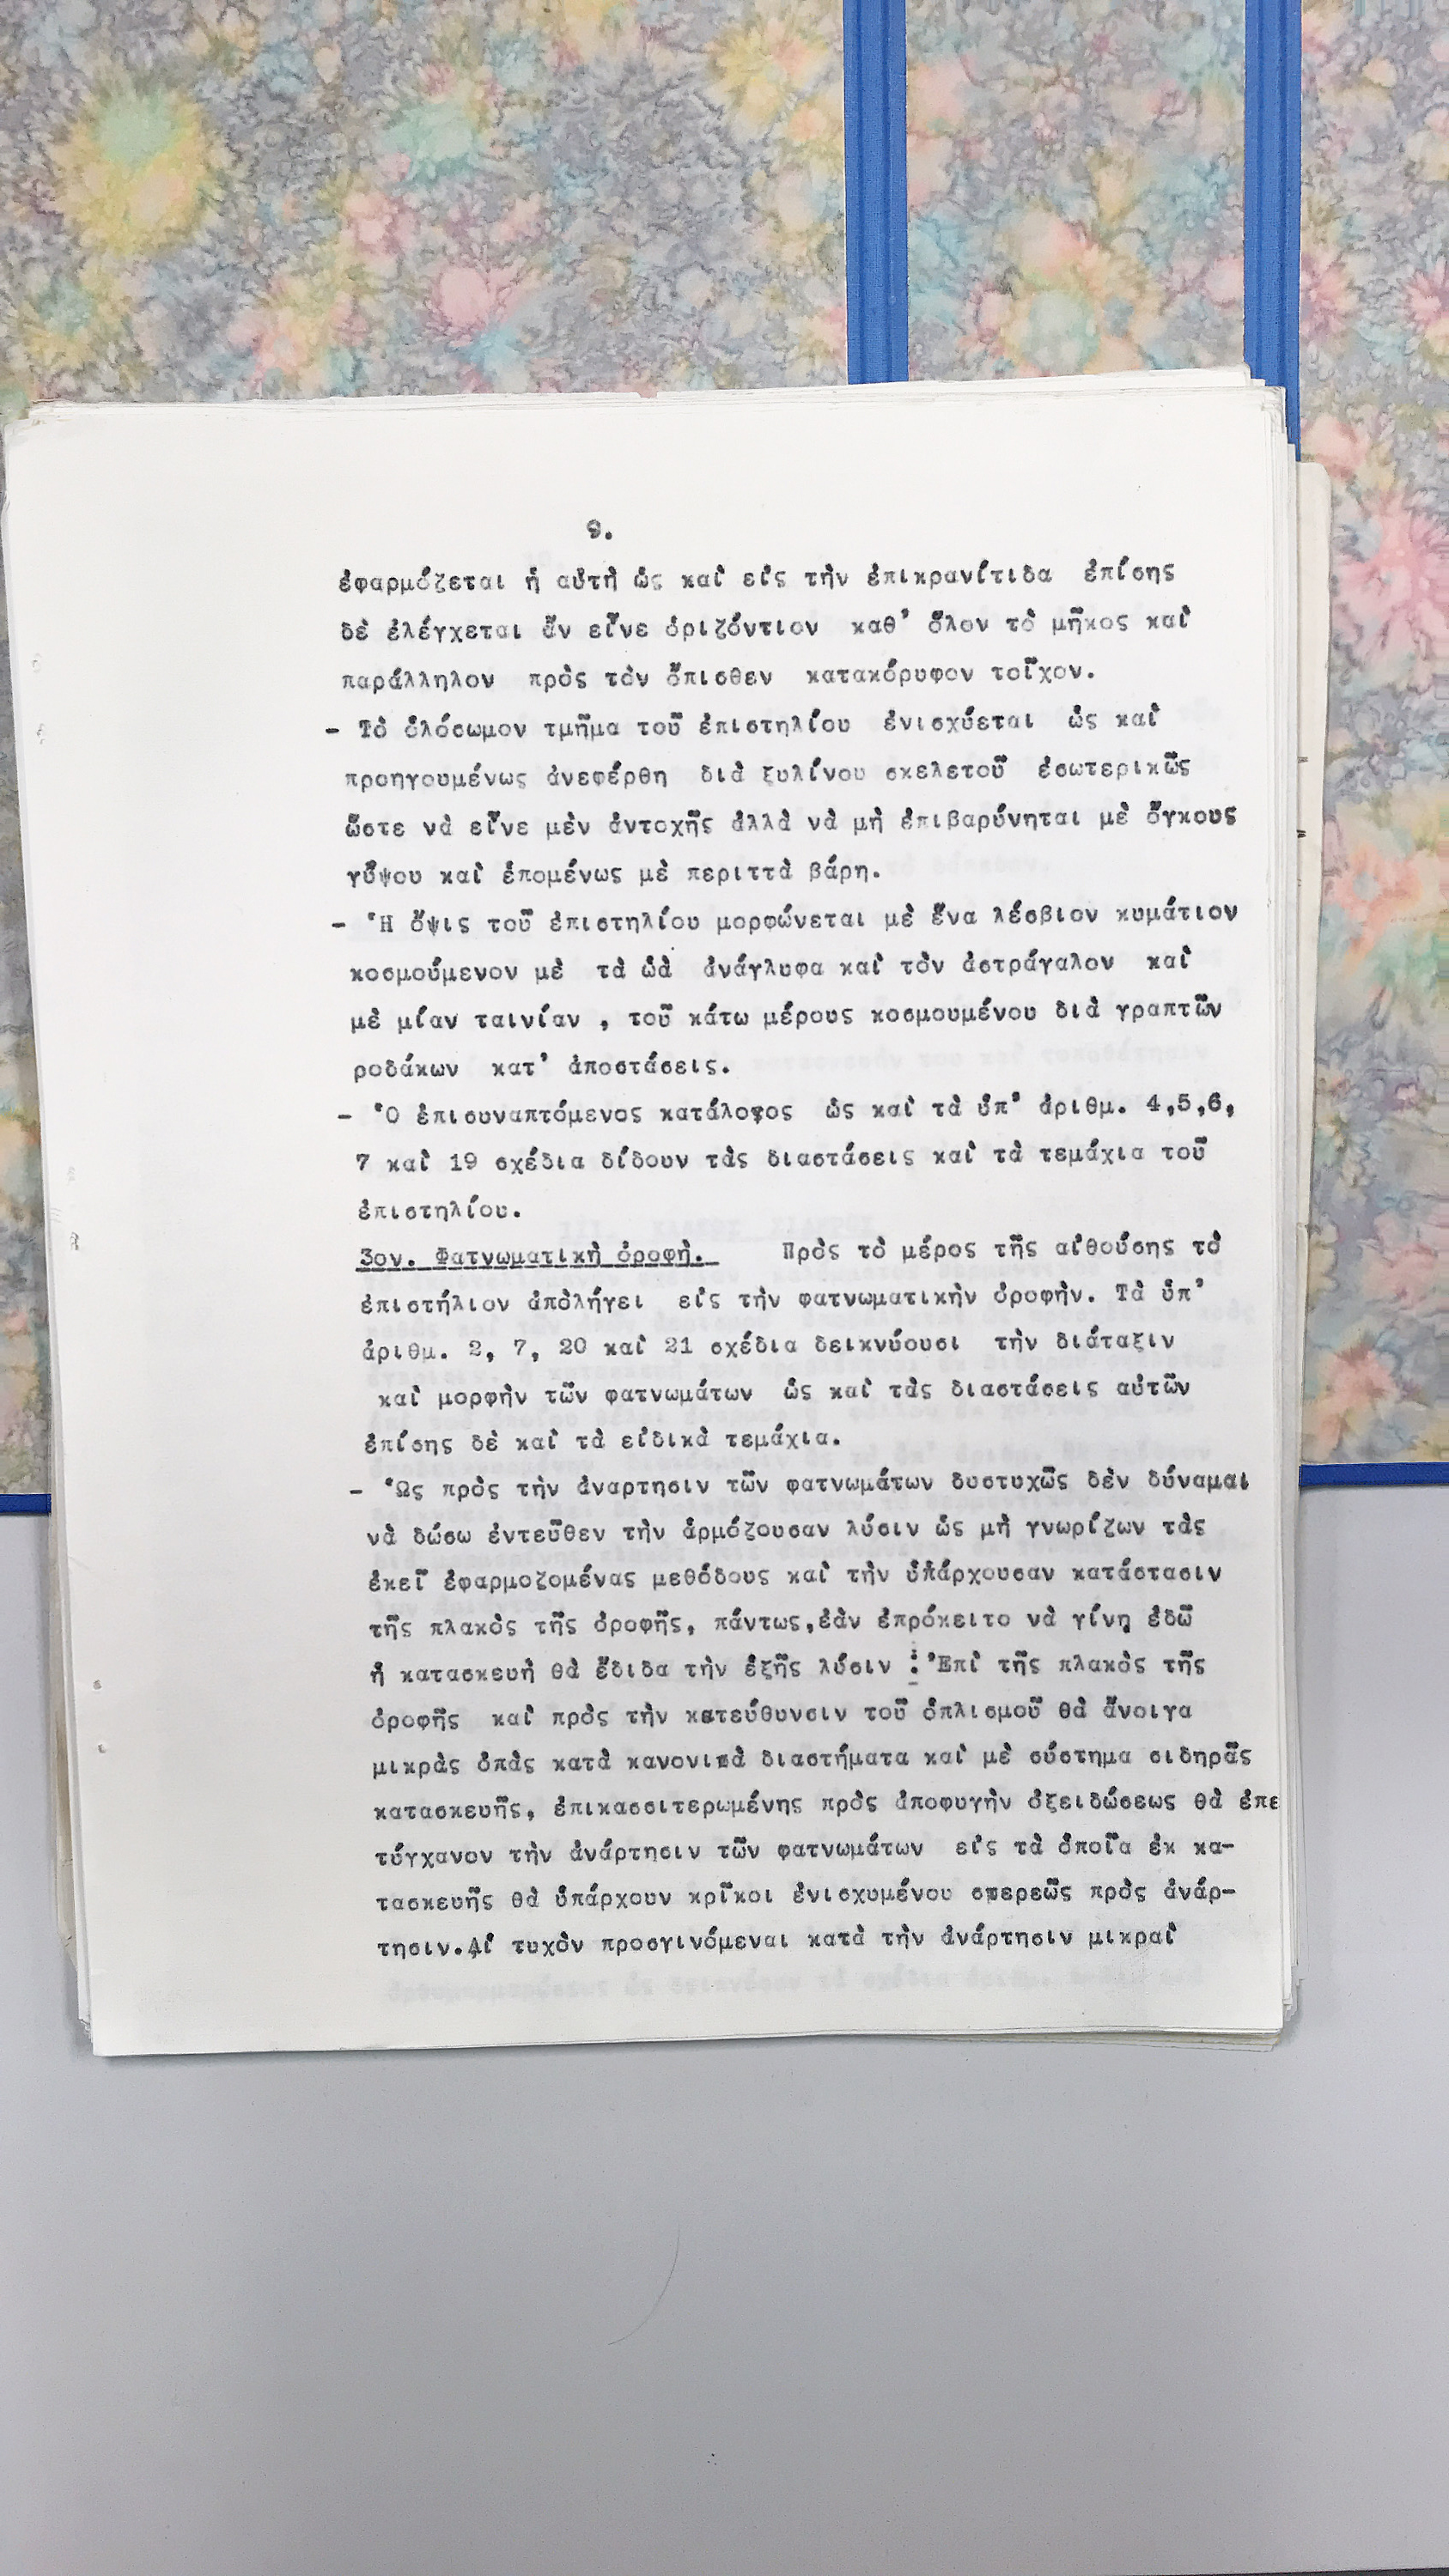 9.
ἐφαρμόζεται ἡ αὐτὴ ὡς καὶ εἰς τὴν ἐπικρανίτιδα ἐπίσης
δὲ ἐλέγχεται ἄν εἶνε ὁριζόντιον καθ' ὅλον τὸ μῆκος καὶ
παράλληλον πρὸς τὸν ὄπισθεν κατακόρυφον τοῖχον.
- Τὸ ὁλόσωμον τμῆμα τοῦ ἐπιστηλίου ἐνισχύεται ὡς καὶ
προηγουμένως ἀνεφέρθη διὰ ξυλίνου σκελετοῦ ἐσωτερικῶς
ὥστε νὰ εἶνε μὲν ἀντοχῆς ἀλλὰ νὰ μὴ ἐπιβαρύνηται μὲ ὄγκους
γύψου καὶ ἑπομένως μὲ περιττὰ βάρη.
- Ἡ ὄψις τοῦ ἐπιστηλίου μορφώνεται μὲ ἕνα λέσβιον κυμάτιον
κοσμούμενον μὲ τὰ ὠὰ ἀνάγλυφα καὶ τὸν ἀστράγαλον καὶ
μὲ μίαν ταινίαν , τοῦ κάτω μέρους κοσμουμένου διὰ γραπτῶν
ροδάκων κατ' ἀποστάσεις.
- Ὁ ἐπισυναπτόμενος κατάλογος ὡς καὶ τὰ ὑπ' ἀριθμ. 4,5,6,
7 καὶ 19 σχέδια δίδουν τὰς διαστάσεις καὶ τὰ τεμάχια τοῦ
ἐπιστηλίου.
3ον. Φατνωματικὴ ὀροφὴ. Πρὸς τὸ μέρος τῆς αἰθούσης τὸ
ἐπιστήλιον ἀπολήγει εἰς τὴν φατνωματικὴν ὀροφὴν. Τὰ ὑπ'
ἀριθμ. 2, 7, 20 καὶ 21 σχέδια δεικνύουσι τὴν διάταξιν
καὶ μορφὴν τῶν φατνωμάτων ὡς καὶ τὰς διαστάσεις αὐτῶν
ἐπίσης δὲ καὶ τὰ εἰδικὰ τεμάχια.
- Ὡς πρὸς τὴν ἀναρτησιν τῶν φατνωμάτων δυστυχῶς δὲν δύναμαι
νὰ δώσω ἐντεῦθεν τὴν ἁρμόζουσαν λύσιν ὡς μὴ γνωρίζων τὰς
ἐκεῖ ἐφαρμοζομένας μεθόδους καὶ τὴν ὑπάρχουσαν κατάστασιν
τῆς πλακὸς τῆς ὀροφῆς, πάντως,ἐὰν ἐπρόκειτο νὰ γίνῃ ἐδῶ
ἡ κατασκευὴ θὰ ἔδιδα τὴν ἑξῆς λύσιν : Ἐπὶ τῆς πλακὸς τῆς
ὀροφῆς καὶ πρὸς τὴν κατεύθυνσιν τοῦ ὁπλισμοῦ θὰ ἄνοιγα
μικρὰς ὀπὰς κατὰ κανονικὰ διαστήματα καὶ μὲ σύστημα σιδηρᾶς
κατασκευῆς, ἐπικασσιτερωμένης πρὸς ἀποφυγὴν ὀξειδώσεως θὰ ἐπε
τύγχανον τὴν ἀνάρτησιν τῶν φατνωμάτων εἰς τὰ ὁποῖα ἐκ κα-
τασκευῆς θὰ ὑπάρχουν κρῖκοι ἐνισχυμένου στερεῶς πρὸς ἀνάρ-
τησιν.Αἱ τυχὸν προσγινόμεναι κατὰ τὴν ἀνάρτησιν μικραὶ